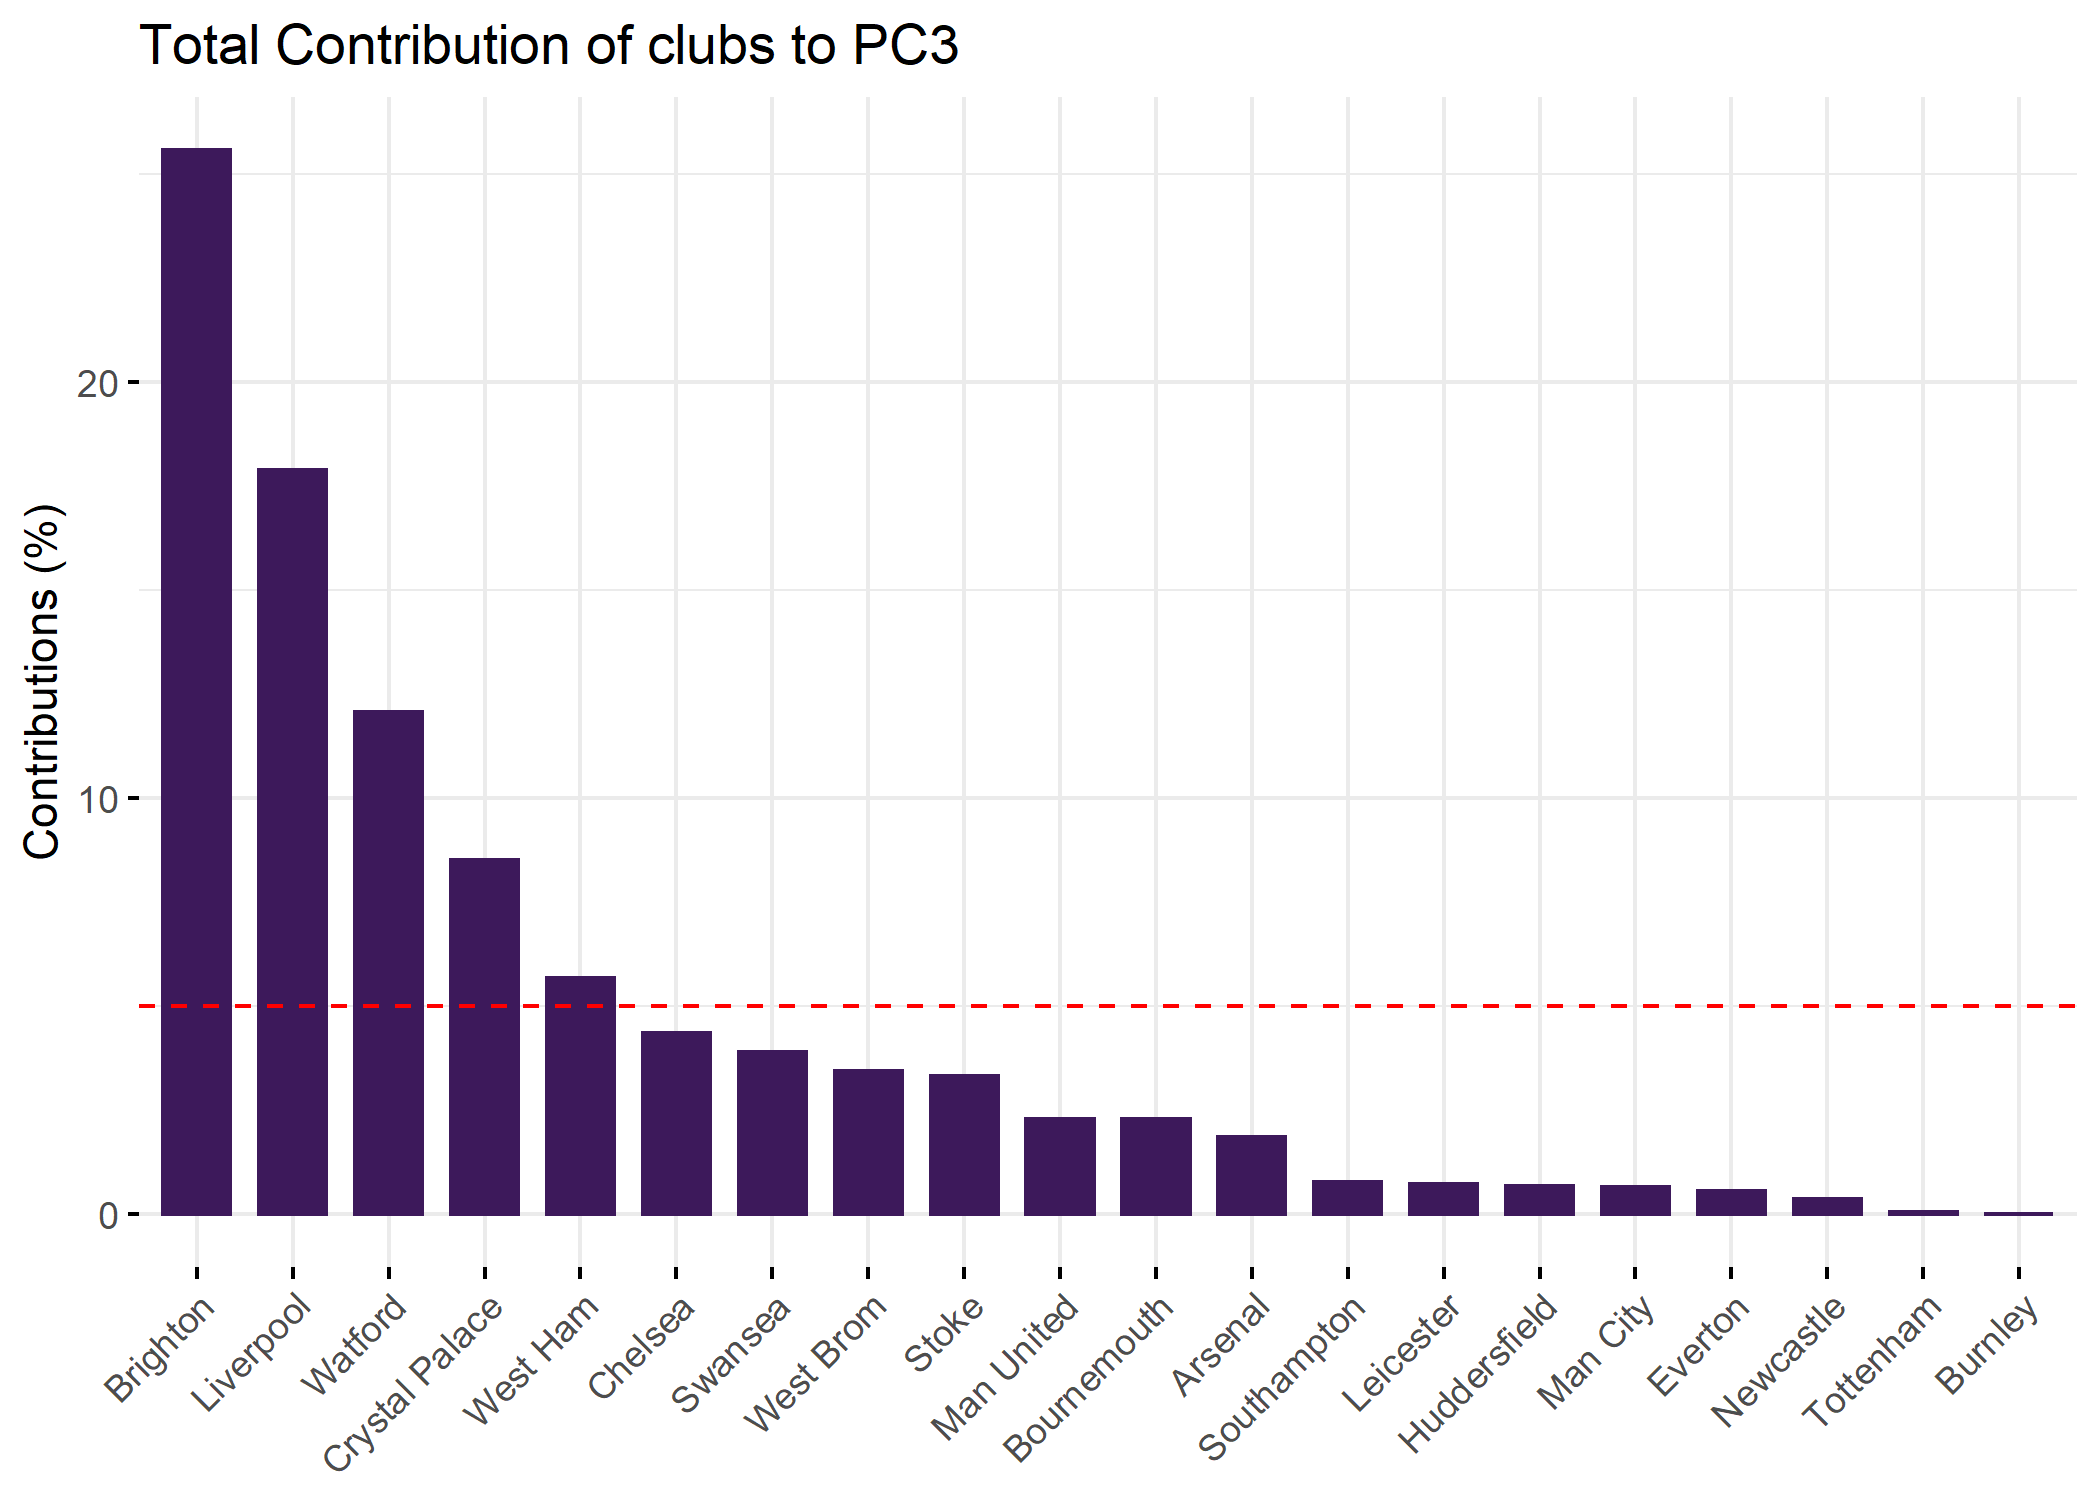 Total Contribution of clubs to PC3
Contributions (%)
20
10
0
Brighton
Liverpool
Watford
Crystal Palace
West Ham
Chelsea
Swansea
West Brom
Stoke
Man United
Bournemouth
Arsenal
Southampton
Leicester
Huddersfield
Man City
Everton
Newcastle
Tottenham
Burnley